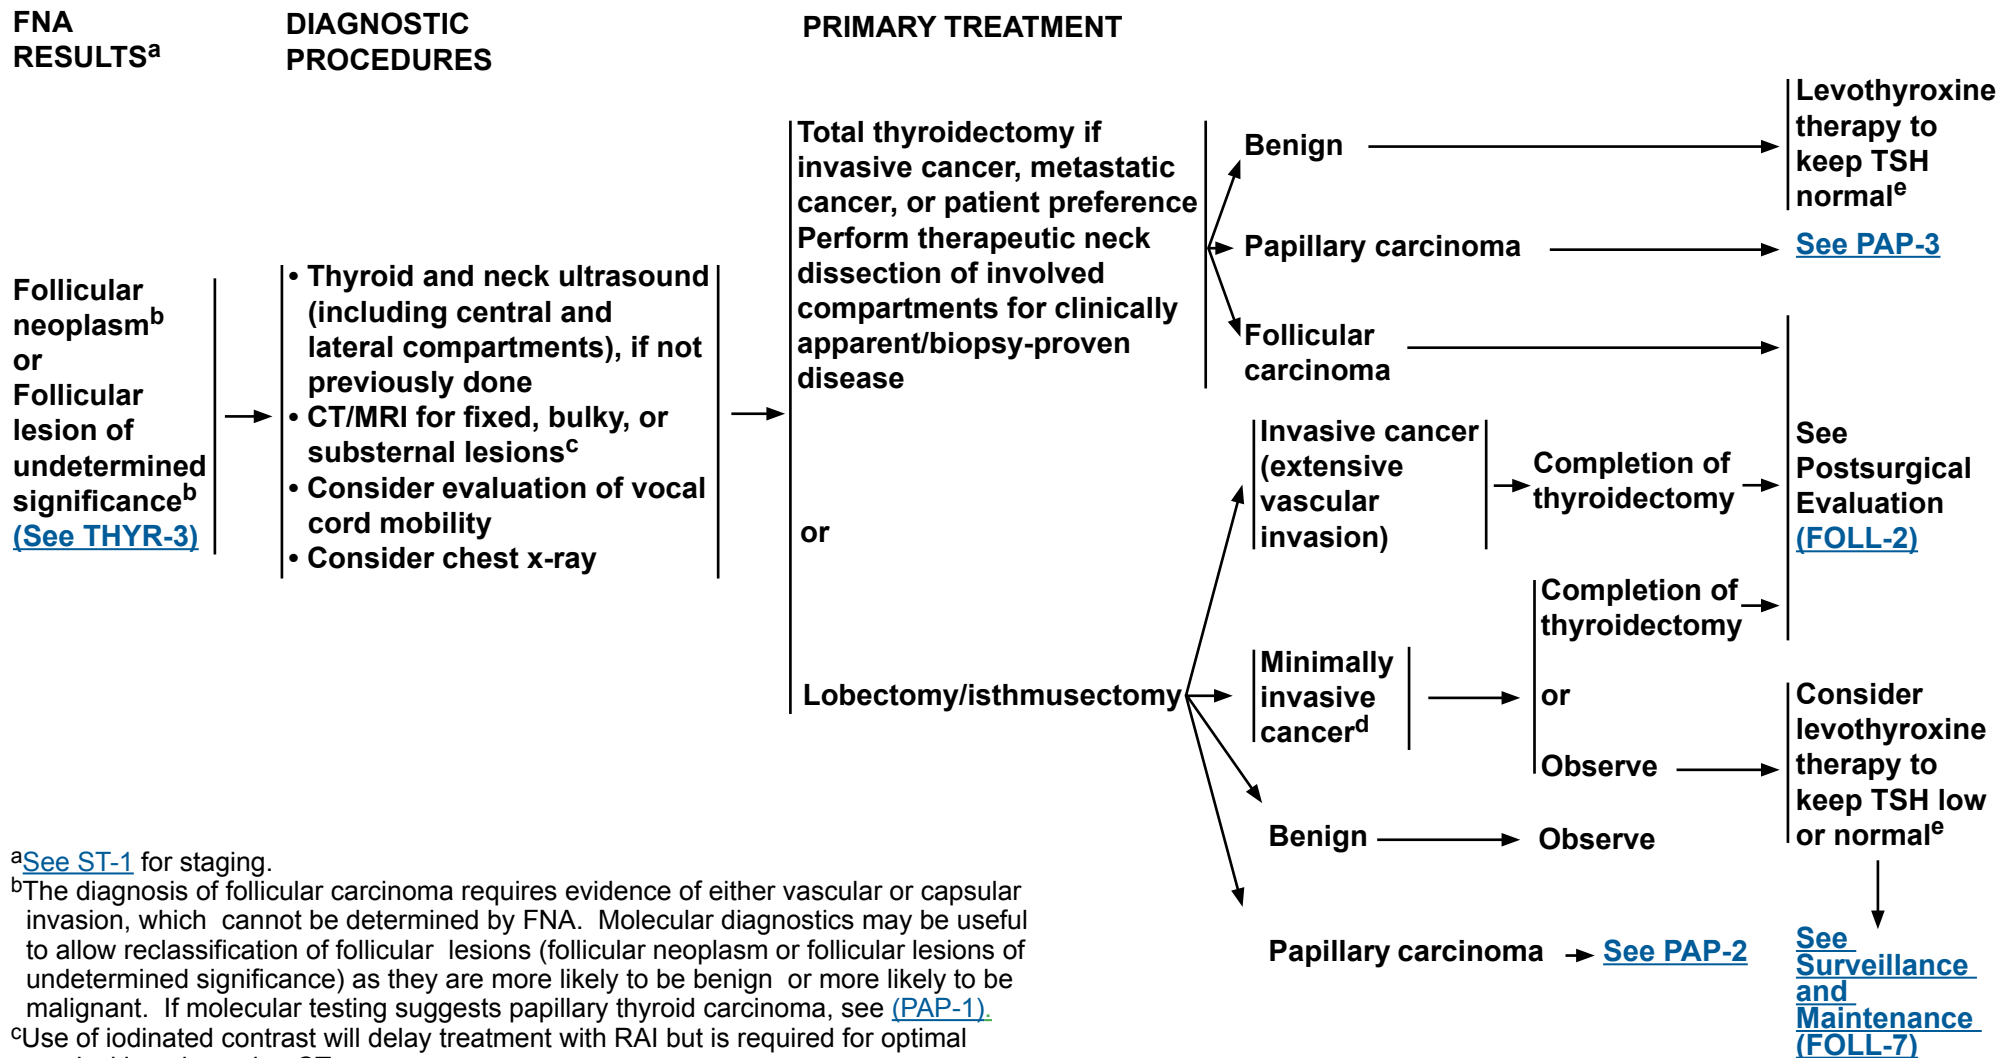 FNA
RESULTSa
DIAGNOSTIC
PROCEDURES
PRIMARY TREATMENT
Follicular
neoplasmb
or
Follicular
lesion of
undetermined
significanceb
(See THYR-3)
• Thyroid and neck ultrasound
(including central and
lateral compartments), if not
previously done
• CT/MRI for fixed, bulky, or
substernal lesionsc
• Consider evaluation of vocal
cord mobility
• Consider chest x-ray
Total thyroidectomy if
invasive cancer, metastatic
cancer, or patient preference
Perform therapeutic neck
dissection of involved
compartments for clinically
apparent/biopsy-proven
disease
or
Lobectomy/isthmusectomy
Benign
Levothyroxine
therapy to
keep TSH
normale
Papillary carcinoma
See PAP-3
Follicular
carcinoma
Invasive cancer
(extensive
vascular
invasion)
Completion of
thyroidectomy
See
Postsurgical
Evaluation
(FOLL-2)
Minimally
invasive
cancerd
Completion of
thyroidectomy
or
Observe
Consider
levothyroxine
therapy to
keep TSH low
or normale
Benign
Observe
Papillary carcinoma
See PAP-2
See
Surveillance
and
Maintenance
(FOLL-7)
aSee ST-1 for staging.
bThe diagnosis of follicular carcinoma requires evidence of either vascular or capsular
invasion, which cannot be determined by FNA. Molecular diagnostics may be useful
to allow reclassification of follicular lesions (follicular neoplasm or follicular lesions of
undetermined significance) as they are more likely to be benign or more likely to be
malignant. If molecular testing suggests papillary thyroid carcinoma, see (PAP-1).
cUse of iodinated contrast will delay treatment with RAI but is required for optimal